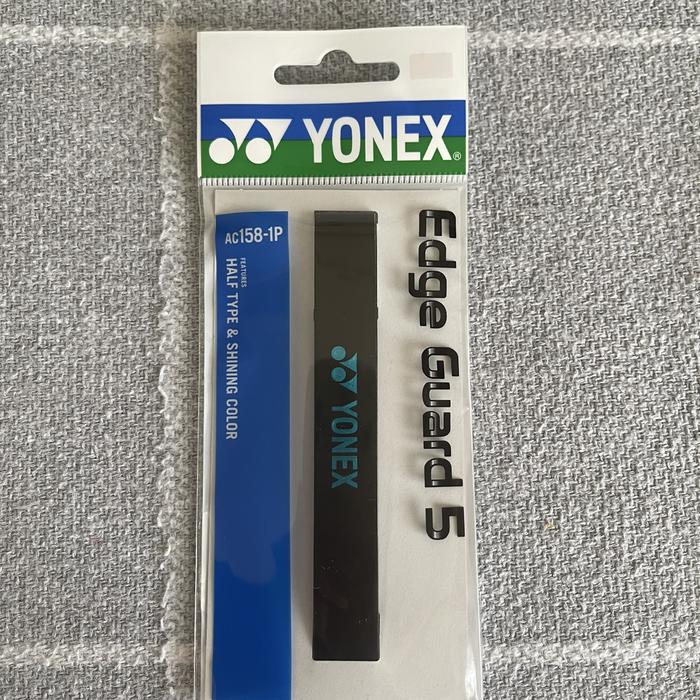 YONEX®
AC158-1P
FEATURES
HALF TYPE & SHINING COLOR
YONEX
Edge Guard 5